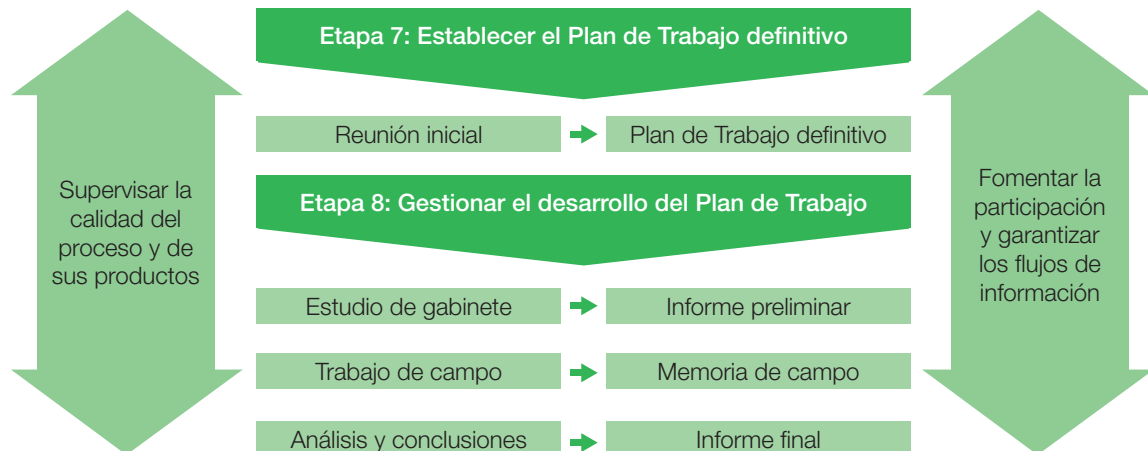 Etapa 7: Establecer el Plan de Trabajo definitivo
Reunión inicial
Plan de Trabajo definitivo
Supervisar la
calidad del
proceso y de
sus productos
Etapa 8: Gestionar el desarrollo del Plan de Trabajo
Estudio de gabinete
Informe preliminar
Trabajo de campo
Memoria de campo
Análisis y conclusiones
Informe final
Fomentar la
participación
y garantizar
los flujos de
información